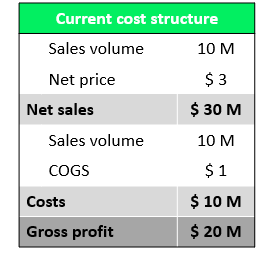 Current cost structure
Sales volume 10 M
Net price $ 3
Net sales $ 30 M
Sales volume 10 M
COGS $ 1
Costs $ 10 M
Gross profit $ 20 M